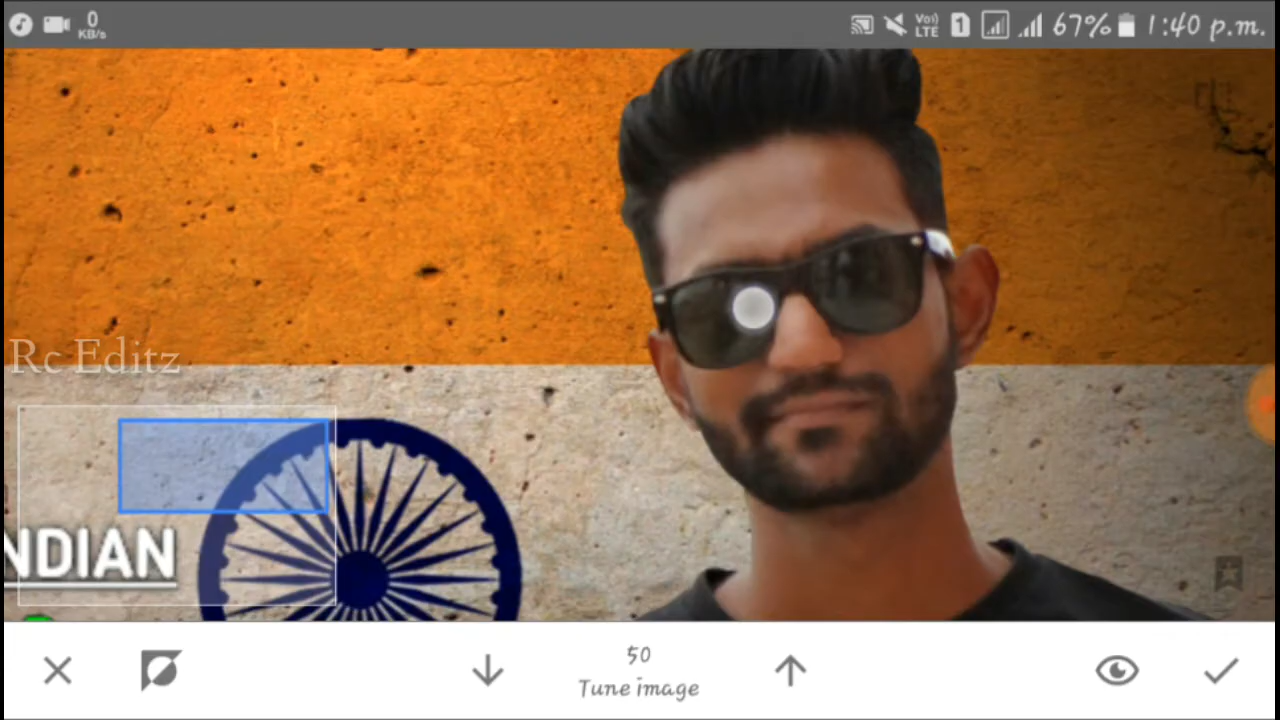 0
KB/s
Vo))
LTE
1
67%
1:40 p.m.
Rc Editz
NDIAN
50
Tune image